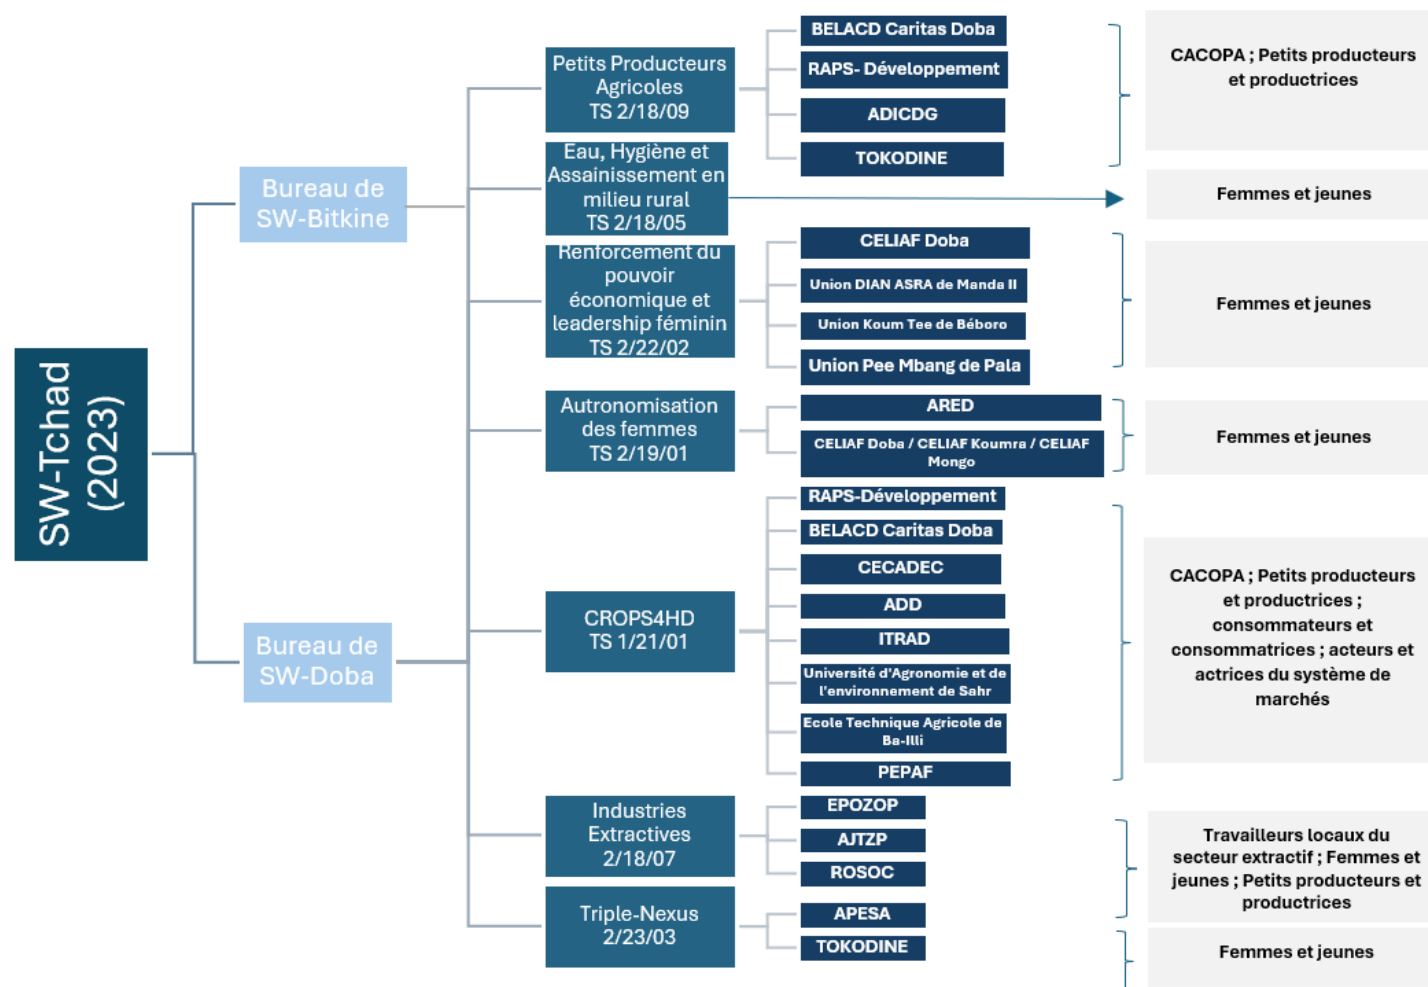 SW-Tchad
(2023)
Bureau de
SW-Bitkine
Bureau de
SW-Doba
Petits Producteurs
Agricoles
TS 2/18/09
BELACD Caritas Doba
RAPS- Développement
ADICDG
TOKODINE
CACOPA ; Petits producteurs
et productrices
Eau, Hygiène et
Assainissement en
milieu rural
TS 2/18/05
Femmes et jeunes
Renforcement du
pouvoir
économique et
leadership féminin
TS 2/22/02
CELIAF Doba
Union DIAN ASRA de Manda II
Union Koum Tee de Béboro
Union Pee Mbang de Pala
Femmes et jeunes
Autronomisation
des femmes
TS 2/19/01
ARED
CELIAF Doba / CELIAF Koumra / CELIAF
Mongo
Femmes et jeunes
CROPS4HD
TS 1/21/01
RAPS-Développement
BELACD Caritas Doba
CECADEC
ADD
ITRAD
Université d'Agronomie et de
l'environnement de Sahr
Ecole Technique Agricole de
Ba-Illi
PEPAF
CACOPA ; Petits producteurs
et productrices ;
consommateurs et
consommatrices ; acteurs et
actrices du système de
marchés
Industries
Extractives
2/18/07
EPOZOP
AJTZP
ROSOC
Travailleurs locaux du
secteur extractif ; Femmes et
jeunes ; Petits producteurs et
productrices
Triple-Nexus
2/23/03
APESA
TOKODINE
Femmes et jeunes